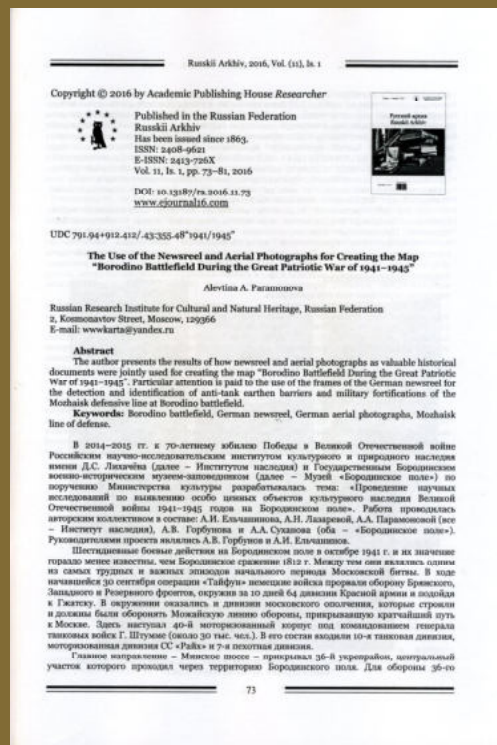 Russkii Arkhiv, 2016, Vol. (11), Is. 1
Copyright © 2016 by Academic Publishing House Researcher
Published in the Russian Federation
Russkii Arkhiv
Has been issued since 1863.
ISSN: 2408-9621
E-ISSN: 2413-726X
Vol. 11, Is. 1, pp. 73–81, 2016
DOI: 10.13187/ra.2016.11.73
www.ejournal16.com
Русский архив
Russkii Arkhiv
UDC 791.94+912.412/.43:355.48"1941/1945"
The Use of the Newsreel and Aerial Photographs for Creating the Map
"Borodino Battlefield During the Great Patriotic War of 1941–1945"
Alevtina A. Paramonova
Russian Research Institute for Cultural and Natural Heritage, Russian Federation
2, Kosmonavtov Street, Moscow, 129366
E-mail: wwwkarta@yandex.ru
Abstract
The author presents the results of how newsreel and aerial photographs as valuable historical
documents were jointly used for creating the map "Borodino Battlefield During the Great Patriotic
War of 1941–1945". Particular attention is paid to the use of the frames of the German newsreel for
the detection and identification of anti-tank earthen barriers and military fortifications of the
Mozhaisk defensive line at Borodino battlefield.
Keywords: Borodino battlefield, German newsreel, German aerial photographs, Mozhaisk
line of defense.
В 2014–2015 гг. к 70-летнему юбилею Победы в Великой Отечественной войне
Российским научно-исследовательским институтом культурного и природного наследия
имени Д.С. Лихачёва (далее – Институтом наследия) и Государственным Бородинским
военно-историческим музеем-заповедником (далее – Музей «Бородинское поле») по
поручению Министерства культуры разрабатывалась тема: «Проведение научных
исследований по выявлению особо ценных объектов культурного наследия Великой
Отечественной войны 1941–1945 годов на Бородинском поле». Работа проводилась
авторским коллективом в составе: А.И. Ельчанинова, А.Н. Лазаревой, А.А. Парамоновой (все
– Институт наследия), А.В. Горбунова и А.А.Суханова (оба – «Бородинское поле»).
Руководителями проекта являлись А.В. Горбунов и А.И. Ельчанинов.
Шестидневные боевые действия на Бородинском поле в октябре 1941 г. и их значение
гораздо менее известны, чем Бородинское сражение 1812 г. Между тем они являлись одним
из самых трудных и важных эпизодов начального периода Московской битвы. В ходе
начавшейся 30 сентября операции «Тайфун» немецкие войска прорвали оборону Брянского,
Западного и Резервного фронтов, окружив за 10 дней 64 дивизии Красной армии и подойдя
к Гжатску. В окружении оказались и дивизии московского ополчения, которые строили
и должны были оборонять Можайскую линию обороны, прикрывавшую кратчайший путь
к Москве. Здесь наступал 40-й моторизованный корпус под командованием генерала
танковых войск Г. Штумме (около 30 тыс. чел.). В его состав входили 10-я танковая дивизия,
моторизованная дивизия СС «Райх» и 7-я пехотная дивизия.
Главное направление – Минское шоссе – прикрывал 36-й укрепрайон, центральный
участок которого проходил через территорию Бородинского поля. Для обороны 36-го
73